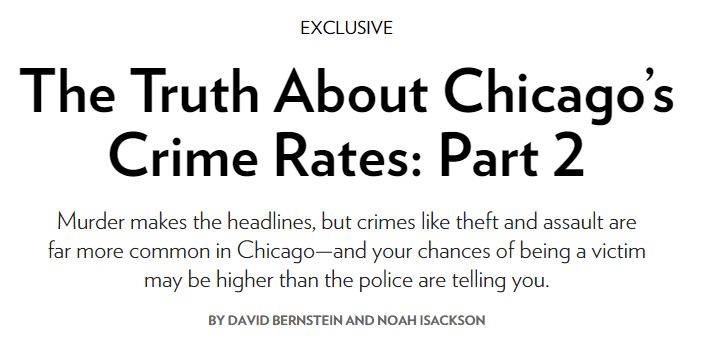 EXCLUSIVE
The Truth About Chicago’s
Crime Rates: Part 2
Murder makes the headlines, but crimes like theft and assault are
far more common in Chicago—and your chances of being a victim
may be higher than the police are telling you.
BY DAVID BERNSTEIN AND NOAH ISACKSON